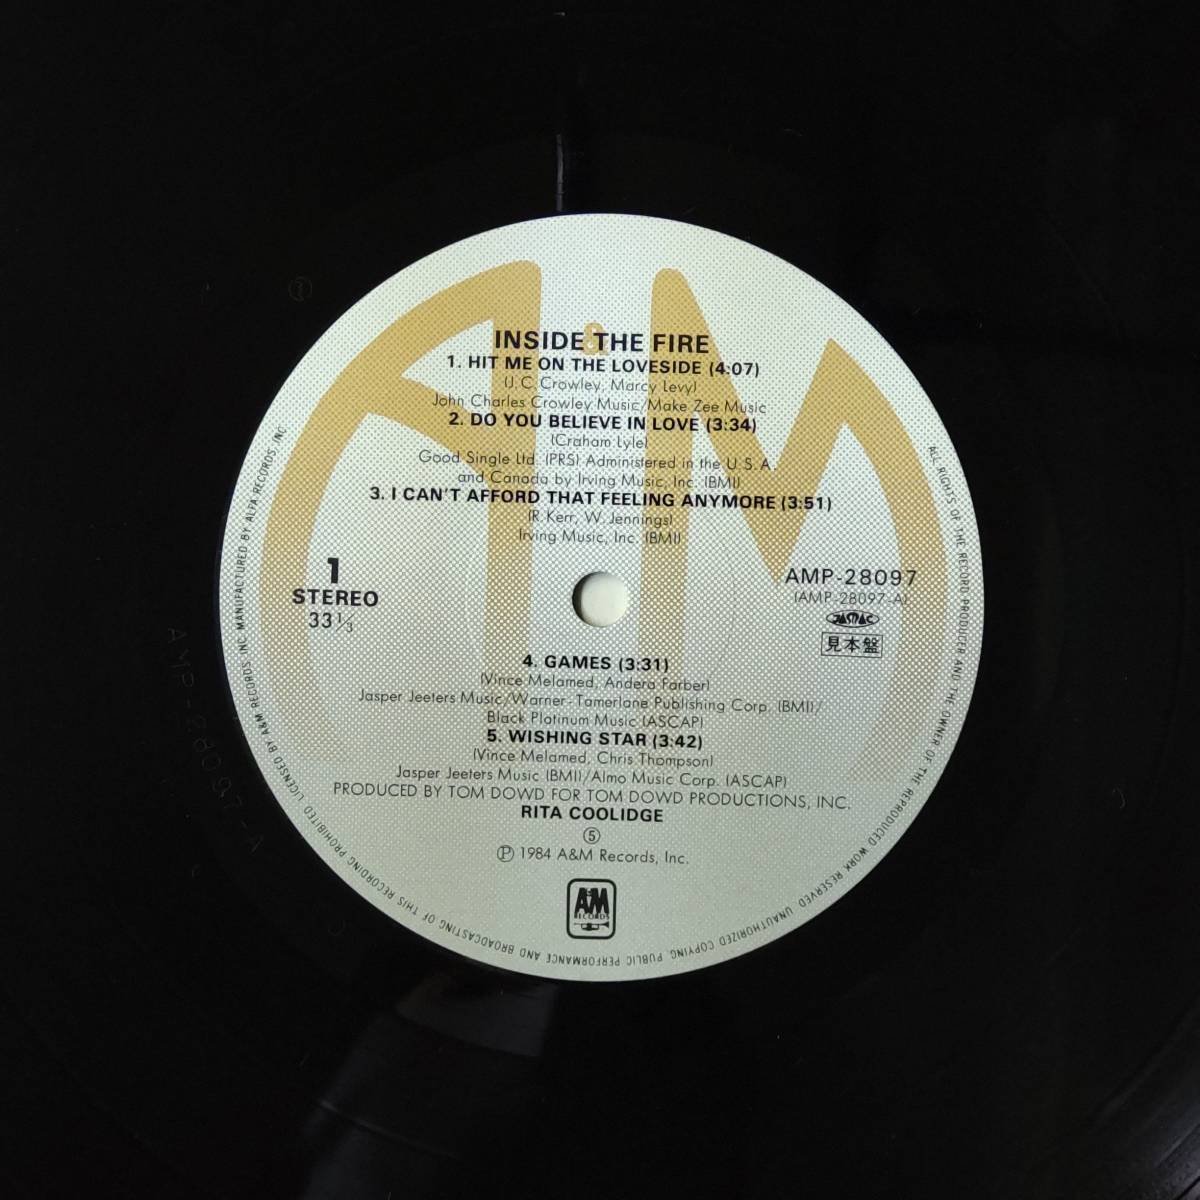 INSIDE THE FIRE
1. HIT ME ON THE LOVESIDE (4:07)
(J.C. Crowley, Marcy Levy)
John Charles Crowley Music/Make Zee Music
2. DO YOU BELIEVE IN LOVE (3:34)
(Craham Lyle)
Good Single Ltd. (PRS) Administered in the U.S.A.
and Canada by Irving Music, Inc. (BMI)
3. I CAN'T AFFORD THAT FEELING ANYMORE (3:51)
(R. Kerr, W. Jennings)
Irving Music, Inc. (BMI)
1
STEREO
33 1/3
AMP-28097
(AMP-28097-A)
JASRAC
見本盤
4. GAMES (3:31)
(Vince Melamed, Andera Farber)
Jasper Jeeters Music/Warner-Tamerlane Publishing Corp. (BMI)/
Black Platinum Music (ASCAP)
5. WISHING STAR (3:42)
(Vince Melamed, Chris Thompson)
Jasper Jeeters Music (BMI)/Almo Music Corp. (ASCAP)
PRODUCED BY TOM DOWD FOR TOM DOWD PRODUCTIONS, INC.
RITA COOLIDGE
⑤
Ⓟ 1984 A&M Records, Inc.
A&M
RECORDS
ALL RIGHTS OF THE RECORD PRODUCER AND THE OWNER OF THE REPRODUCED WORK RESERVED. UNAUTHORIZED COPYING, PUBLIC PERFORMANCE AND BROADCASTING OF THIS RECORDING PROHIBITED. LICENSED BY A&M RECORDS INC. MANUFACTURED BY ALFA RECORDS INC
AMP-28097-A